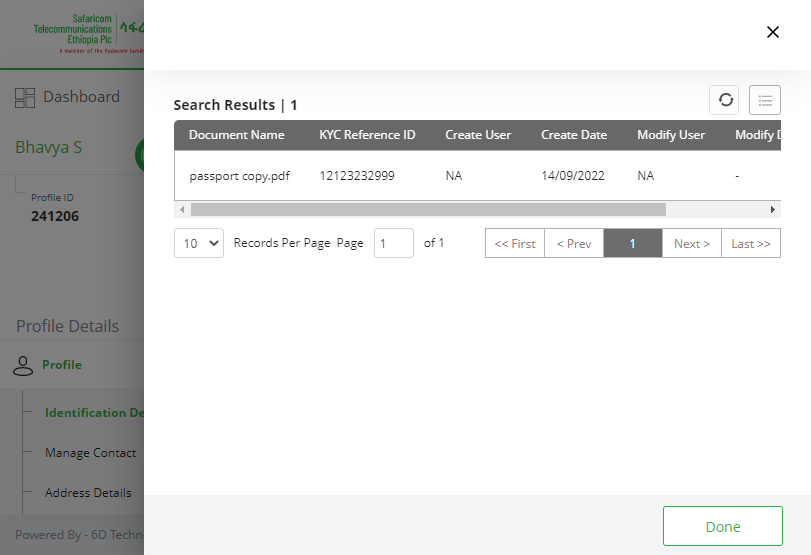 Safaricom
Telecommunications
Ethiopia Plc
A member of the Vodacom
Dashboard
Bhavya S
Profile ID
241206
Profile Details
Profile
Identification De
Manage Contact
Address Details
Powered By - 6D Techn
Search Results | 1
Document Name KYC Reference ID Create User Create Date Modify User Modify D
passport copy.pdf 12123232999 NA 14/09/2022 NA -
10 Records Per Page Page 1 of 1 << First < Prev 1 Next > Last >>
Done